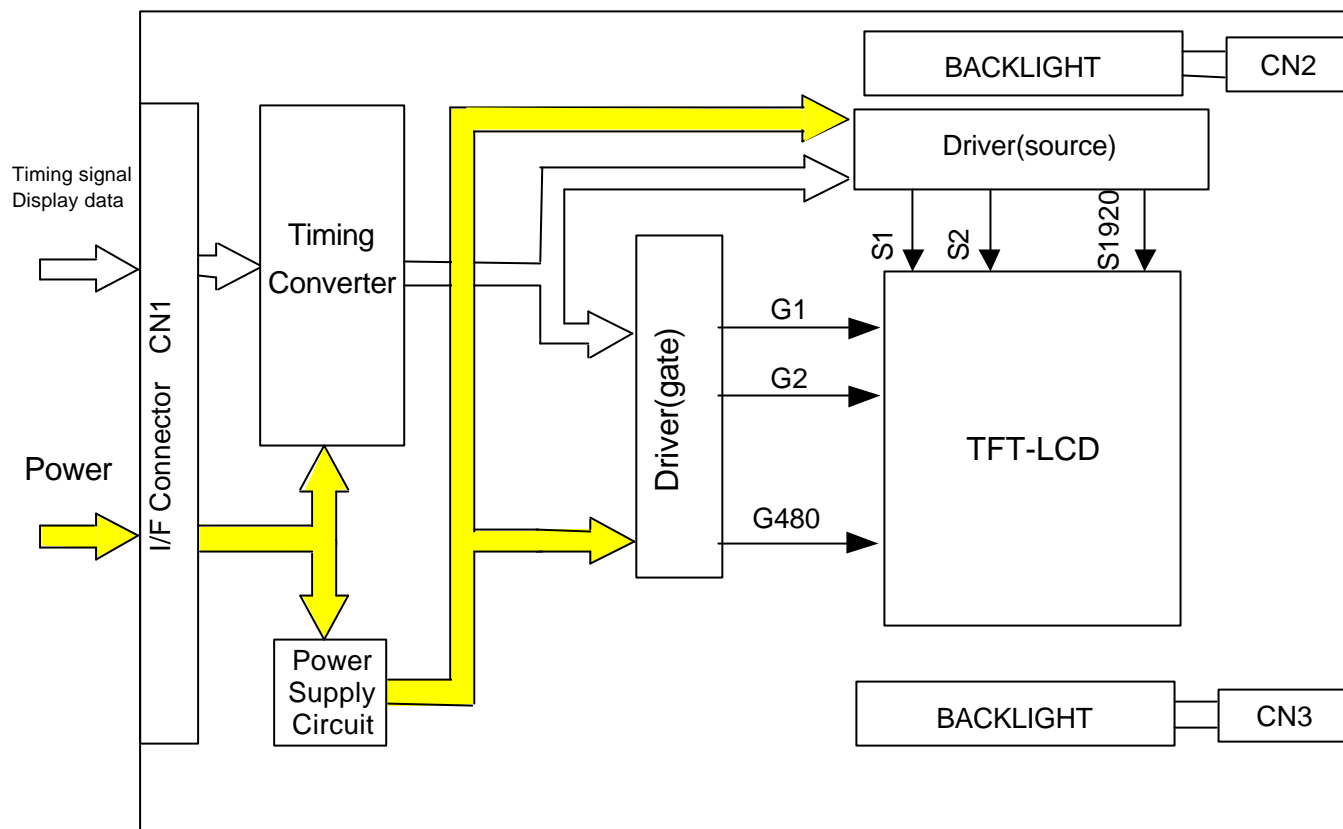 BACKLIGHT
CN2
Timing signal
Display data
Driver(source)
Timing
Converter
S1
S2
S1920
I/F Connector CN1
Driver(gate)
G1
G2
G480
TFT-LCD
Power
Power
Supply
Circuit
BACKLIGHT
CN3